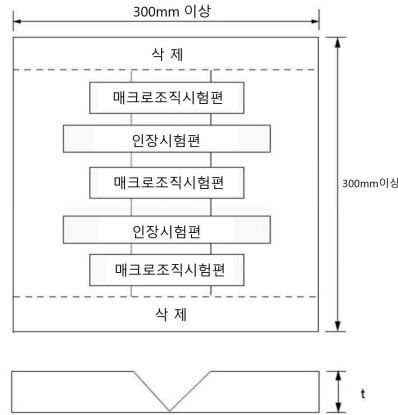 300mm 이상
삭 제
매크로조직시험편
인장시험편
매크로조직시험편
300mm이상
인장시험편
매크로조직시험편
삭 제
t